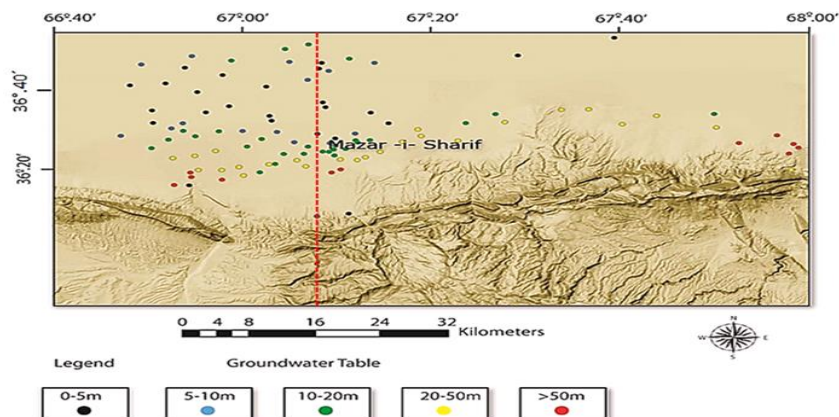 66°.40' 67°.00' 67°.20' 67°.40' 68°.00'
36°.40'
36°.20'
Mazar -i- Sharif
0 4 8 16 24 32
Kilometers
N
W E
S
Legend Groundwater Table
0-5m 5-10m 10-20m 20-50m >50m